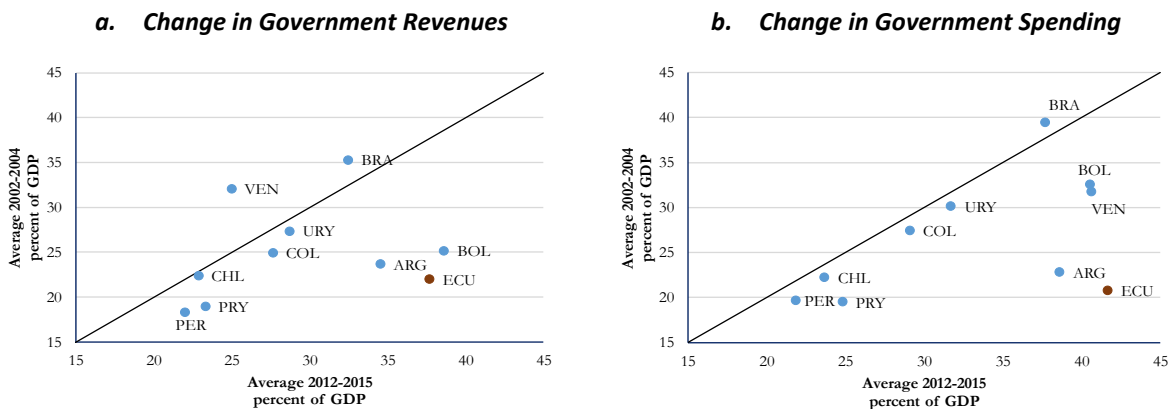 a. Change in Government Revenues
45
40
35
30
25
20
15
15 20 25 30 35 40 45
Average 2002-2004
percent of GDP
Average 2012-2015
percent of GDP
BRA
VEN
URY
COL
BOL
ARG
ECU
CHL
PRY
PER
b. Change in Government Spending
45
40
35
30
25
20
15
15 20 25 30 35 40 45
Average 2002-2004
percent of GDP
Average 2012-2015
percent of GDP
BRA
BOL
VEN
URY
COL
CHL
ARG
ECU
PER
PRY